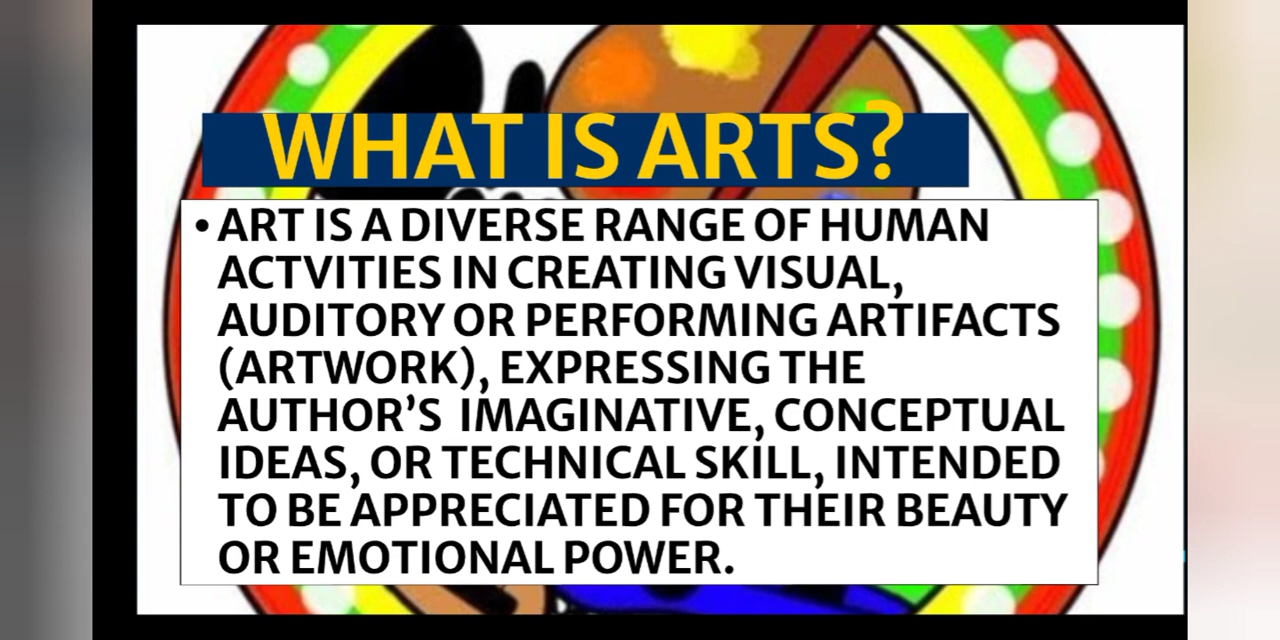 WHAT IS ARTS?
• ART IS A DIVERSE RANGE OF HUMAN
ACTVITIES IN CREATING VISUAL,
AUDITORY OR PERFORMING ARTIFACTS
(ARTWORK), EXPRESSING THE
AUTHOR’S IMAGINATIVE, CONCEPTUAL
IDEAS, OR TECHNICAL SKILL, INTENDED
TO BE APPRECIATED FOR THEIR BEAUTY
OR EMOTIONAL POWER.